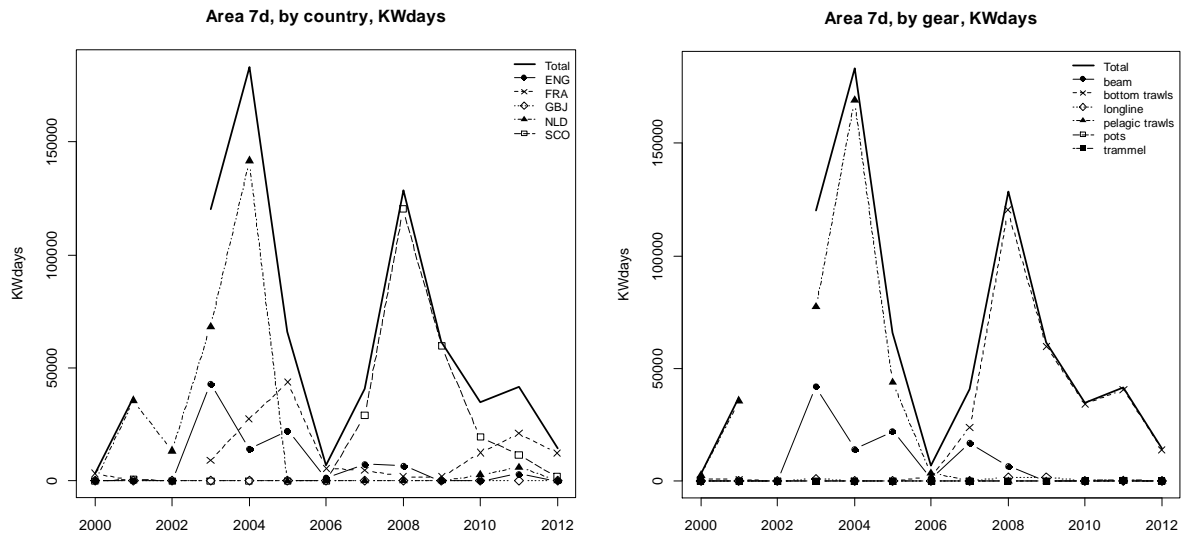 Area 7d, by country, KWdays
KWdays
150000
100000
50000
0
2000 2002 2004 2006 2008 2010 2012
Total
ENG
FRA
GBJ
NLD
SCO
Area 7d, by gear, KWdays
KWdays
150000
100000
50000
0
2000 2002 2004 2006 2008 2010 2012
Total
beam
bottom trawls
longline
pelagic trawls
pots
trammel